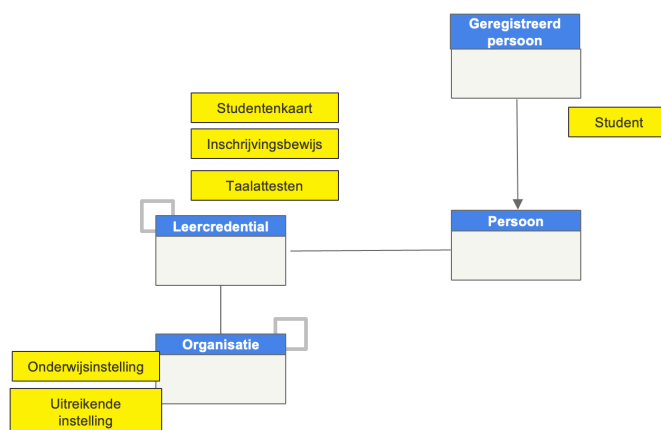 Geregistreerd
persoon
Studentenkaart
Student
Inschrijvingsbewijs
Taalattesten
Leercredential
Persoon
Organisatie
Onderwijsinstelling
Uitreikende
instelling